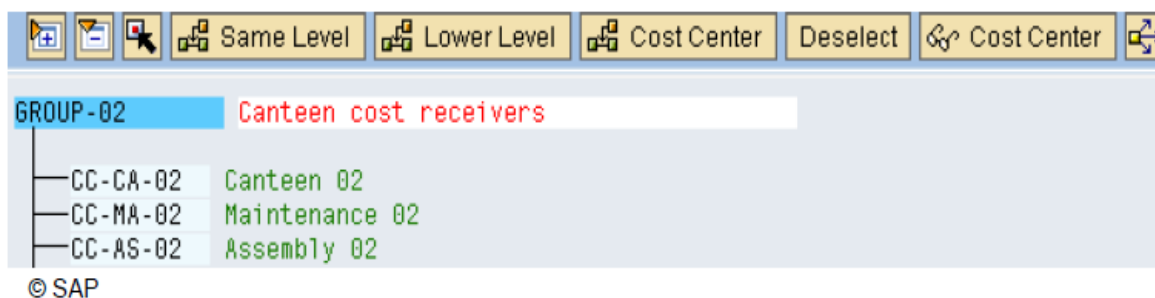 Same Level Lower Level Cost Center Deselect Cost Center
GROUP-02 Canteen cost receivers
CC-CA-02 Canteen 02
CC-MA-02 Maintenance 02
CC-AS-02 Assembly 02
© SAP